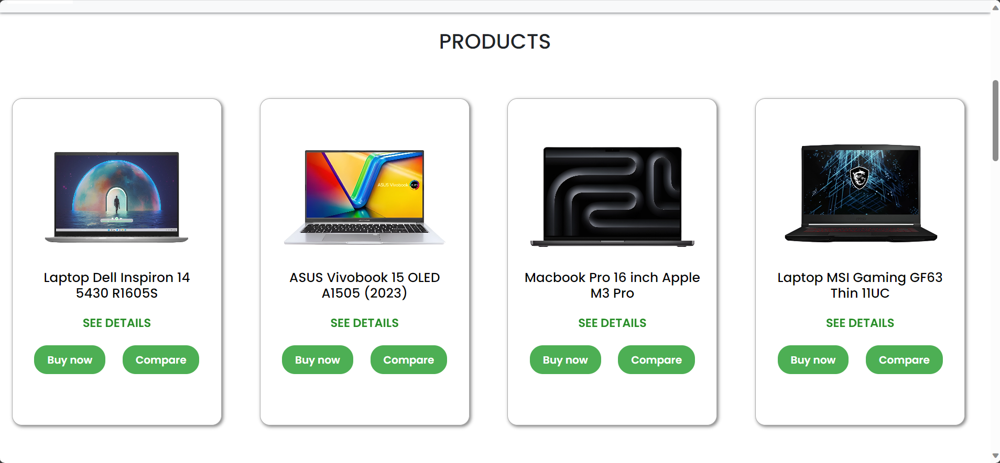 PRODUCTS
ASUS Vivobook
OLED
Laptop Dell Inspiron 14
5430 R1605S
SEE DETAILS
Buy now
Compare
ASUS Vivobook 15 OLED
A1505 (2023)
SEE DETAILS
Buy now
Compare
Macbook Pro 16 inch Apple
M3 Pro
SEE DETAILS
Buy now
Compare
Laptop MSI Gaming GF63
Thin 11UC
SEE DETAILS
Buy now
Compare